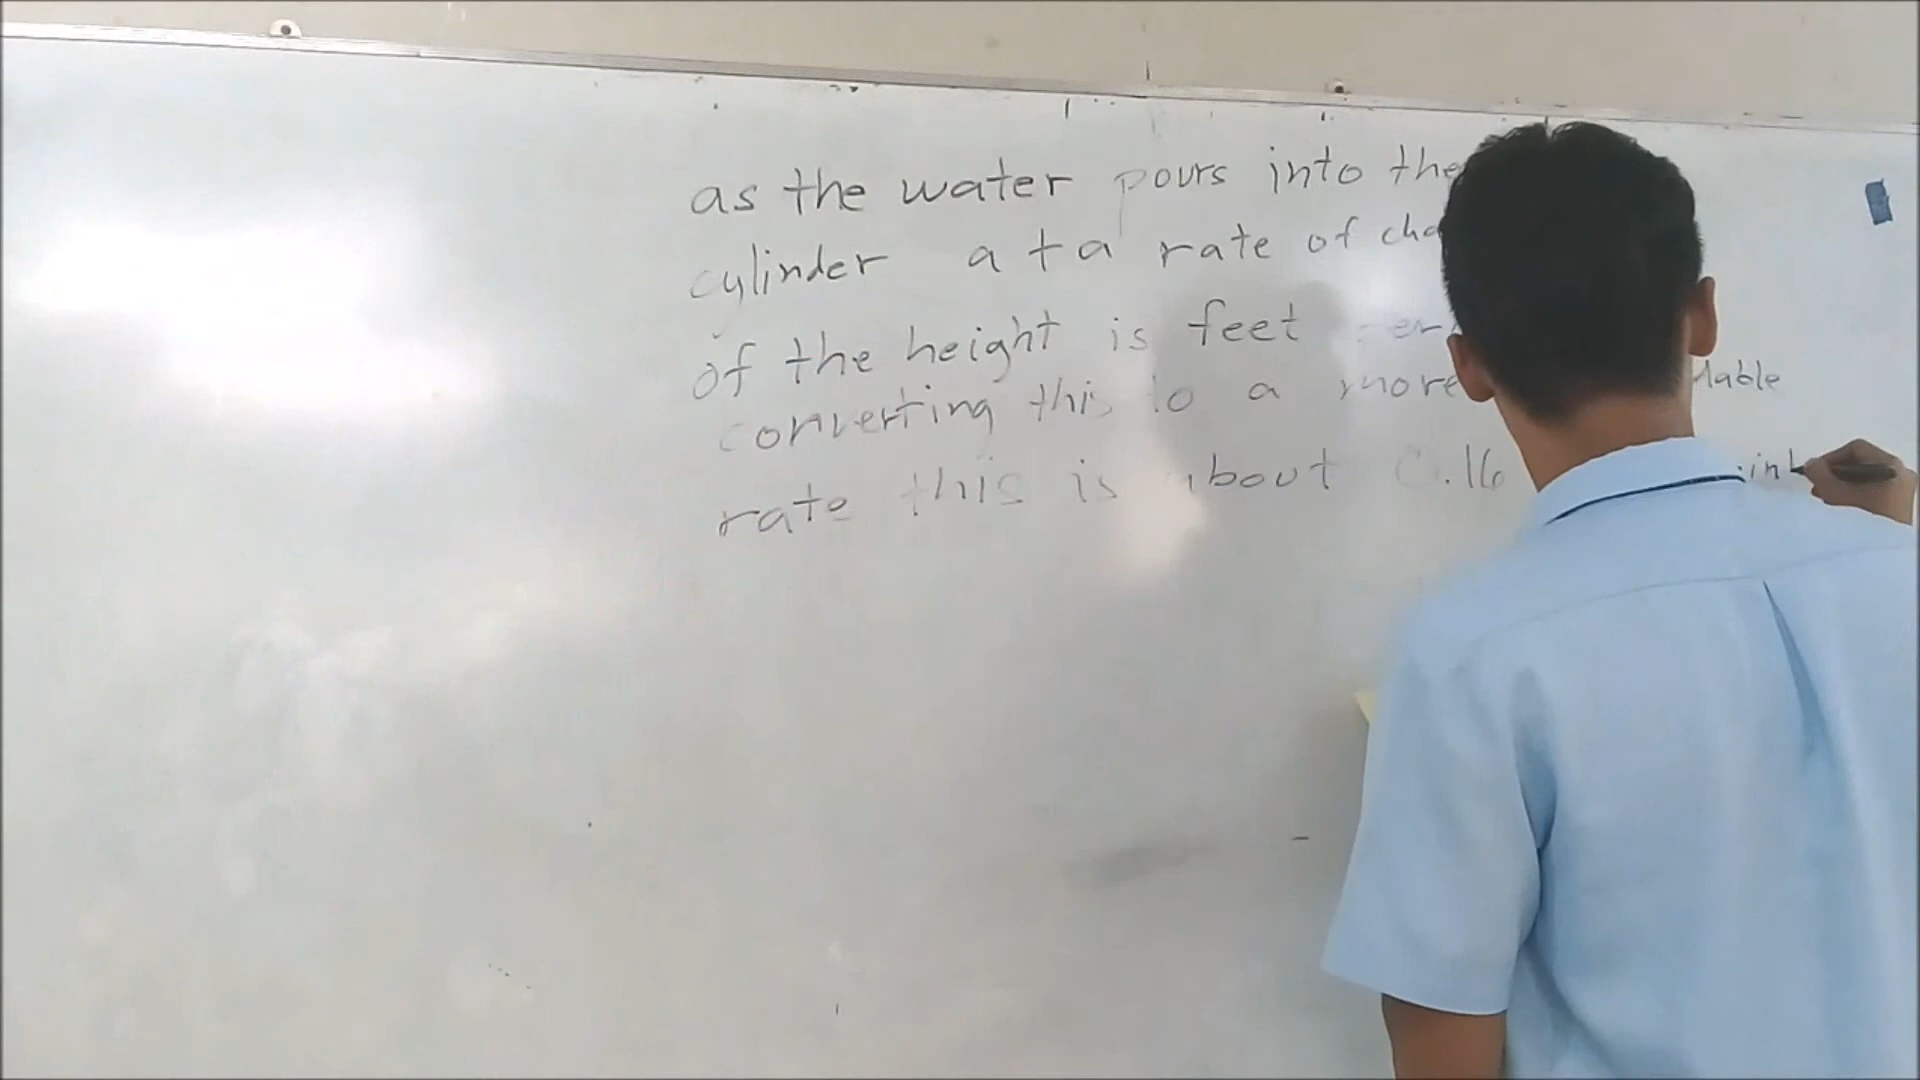 as the water pours into the
cylinder at a rate of cha
of the height is feet
converting this to a more dable
rate this is about 0.16